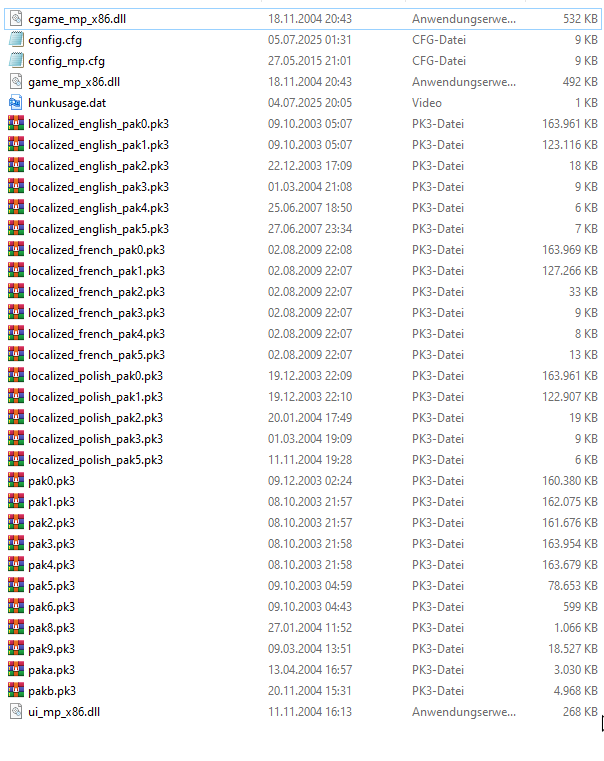 cgame_mp_x86.dll 18.11.2004 20:43 Anwendungserwe... 532 KB
config.cfg 05.07.2025 01:31 CFG-Datei 9 KB
config_mp.cfg 27.05.2015 21:01 CFG-Datei 9 KB
game_mp_x86.dll 18.11.2004 20:43 Anwendungserwe... 492 KB
hunkusage.dat 04.07.2025 20:05 Video 1 KB
localized_english_pak0.pk3 09.10.2003 05:07 PK3-Datei 163.961 KB
localized_english_pak1.pk3 09.10.2003 05:07 PK3-Datei 123.116 KB
localized_english_pak2.pk3 22.12.2003 17:09 PK3-Datei 18 KB
localized_english_pak3.pk3 01.03.2004 21:08 PK3-Datei 9 KB
localized_english_pak4.pk3 25.06.2007 18:50 PK3-Datei 6 KB
localized_english_pak5.pk3 27.06.2007 23:34 PK3-Datei 7 KB
localized_french_pak0.pk3 02.08.2009 22:08 PK3-Datei 163.969 KB
localized_french_pak1.pk3 02.08.2009 22:07 PK3-Datei 127.266 KB
localized_french_pak2.pk3 02.08.2009 22:07 PK3-Datei 33 KB
localized_french_pak3.pk3 02.08.2009 22:07 PK3-Datei 9 KB
localized_french_pak4.pk3 02.08.2009 22:07 PK3-Datei 8 KB
localized_french_pak5.pk3 02.08.2009 22:07 PK3-Datei 13 KB
localized_polish_pak0.pk3 19.12.2003 22:09 PK3-Datei 163.961 KB
localized_polish_pak1.pk3 19.12.2003 22:10 PK3-Datei 122.907 KB
localized_polish_pak2.pk3 20.01.2004 17:49 PK3-Datei 19 KB
localized_polish_pak3.pk3 01.03.2004 19:09 PK3-Datei 9 KB
localized_polish_pak5.pk3 11.11.2004 19:28 PK3-Datei 6 KB
pak0.pk3 09.12.2003 02:24 PK3-Datei 160.380 KB
pak1.pk3 08.10.2003 21:57 PK3-Datei 162.075 KB
pak2.pk3 08.10.2003 21:57 PK3-Datei 161.676 KB
pak3.pk3 08.10.2003 21:58 PK3-Datei 163.954 KB
pak4.pk3 08.10.2003 21:58 PK3-Datei 163.679 KB
pak5.pk3 09.10.2003 04:59 PK3-Datei 78.653 KB
pak6.pk3 09.10.2003 04:43 PK3-Datei 599 KB
pak8.pk3 27.01.2004 11:52 PK3-Datei 1.066 KB
pak9.pk3 09.03.2004 13:51 PK3-Datei 18.527 KB
paka.pk3 13.04.2004 16:57 PK3-Datei 3.030 KB
pakb.pk3 20.11.2004 15:31 PK3-Datei 4.968 KB
ui_mp_x86.dll 11.11.2004 16:13 Anwendungserwe... 268 KB